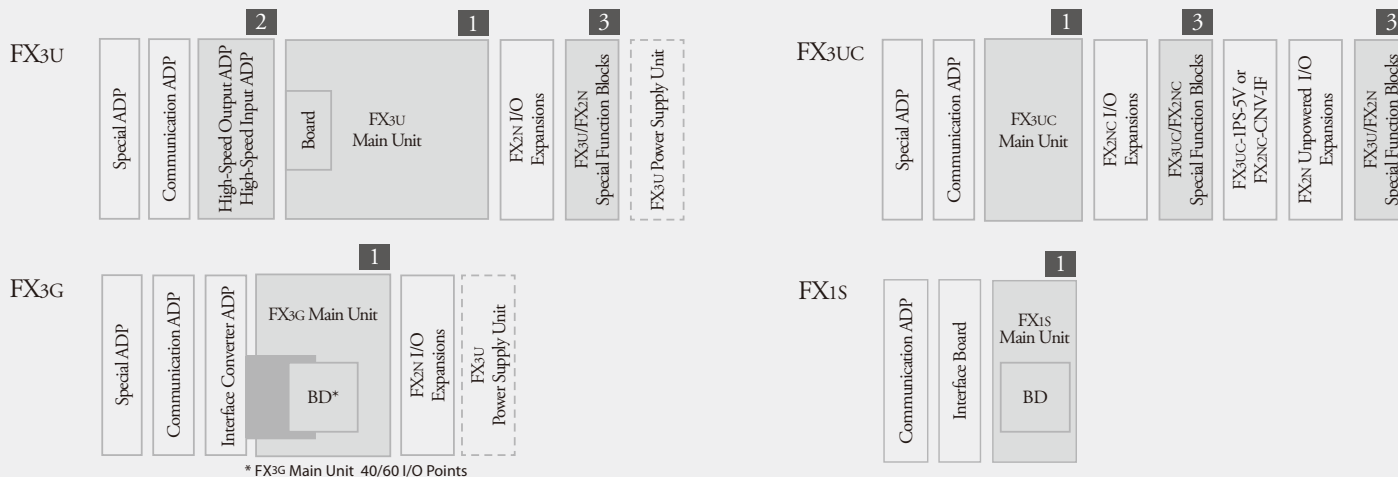 FX3U
Special ADP
Communication ADP
2
High-Speed Output ADP
High-Speed Input ADP
1
Board
FX3U
Main Unit
FX2N I/O
Expansions
3
FX3U/FX2N
Special Function Blocks
FX3U Power Supply Unit
FX3UC
Special ADP
Communication ADP
1
FX3UC
Main Unit
FX2NC I/O
Expansions
3
FX3UC/FX2NC
Special Function Blocks
FX3UC-1PS-5V or
FX2NC-CNV-IF
FX2N Unpowered I/O
Expansions
3
FX3U/FX2N
Special Function Blocks
FX3G
Special ADP
Communication ADP
Interface Converter ADP
1
FX3G Main Unit
BD*
FX2N I/O
Expansions
FX3U
Power Supply Unit
* FX3G Main Unit 40/60 I/O Points
FX1S
Communication ADP
Interface Board
1
FX1S
Main Unit
BD